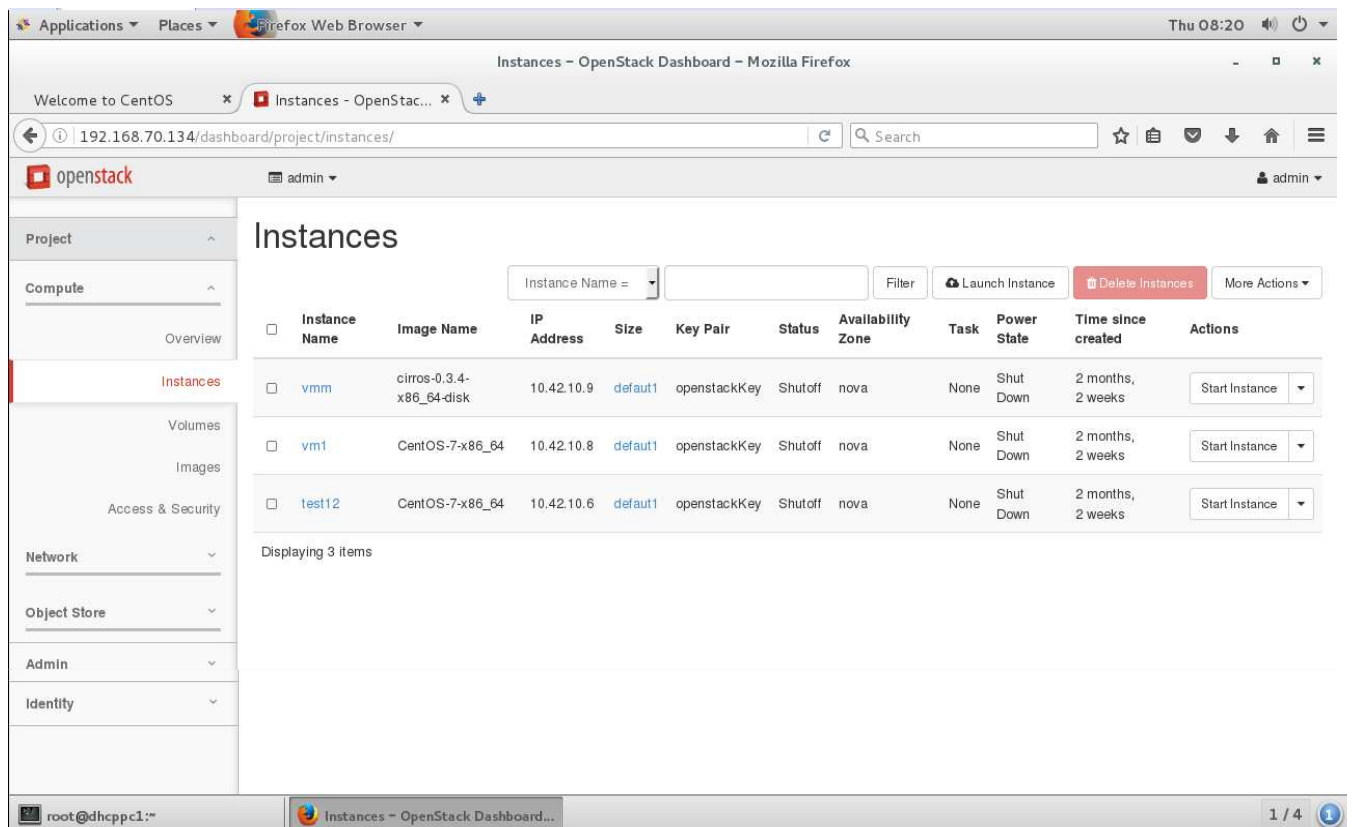 Applications Places Firefox Web Browser Thu 08:20
Instances – OpenStack Dashboard – Mozilla Firefox
Welcome to CentOS Instances - OpenStac...
192.168.70.134/dashboard/project/instances/ Search
openstack admin admin
Project
Compute
Overview
Instances
Volumes
Images
Access & Security
Network
Object Store
Admin
Identity
Instances
Instance Name = Filter Launch Instance Delete Instances More Actions
Instance Name Image Name IP Address Size Key Pair Status Availability Zone Task Power State Time since created Actions
vmm cirros-0.3.4-x86_64-disk 10.42.10.9 defaut1 openstackKey Shutoff nova None Shut Down 2 months, 2 weeks Start Instance
vm1 CentOS-7-x86_64 10.42.10.8 defaut1 openstackKey Shutoff nova None Shut Down 2 months, 2 weeks Start Instance
test12 CentOS-7-x86_64 10.42.10.6 defaut1 openstackKey Shutoff nova None Shut Down 2 months, 2 weeks Start Instance
Displaying 3 items
root@dhcppc1:~ Instances – OpenStack Dashboard... 1 / 4 1